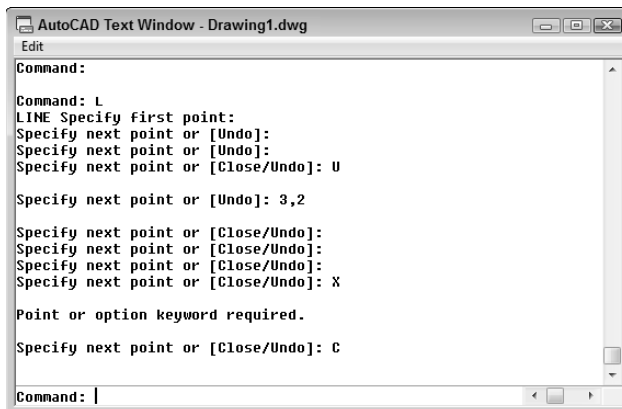 AutoCAD Text Window - Drawing1.dwg
Edit
Command:
Command: L
LINE Specify first point:
Specify next point or [Undo]:
Specify next point or [Undo]:
Specify next point or [Close/Undo]: U
Specify next point or [Undo]: 3,2
Specify next point or [Close/Undo]:
Specify next point or [Close/Undo]:
Specify next point or [Close/Undo]:
Specify next point or [Close/Undo]: X
Point or option keyword required.
Specify next point or [Close/Undo]: C
Command: